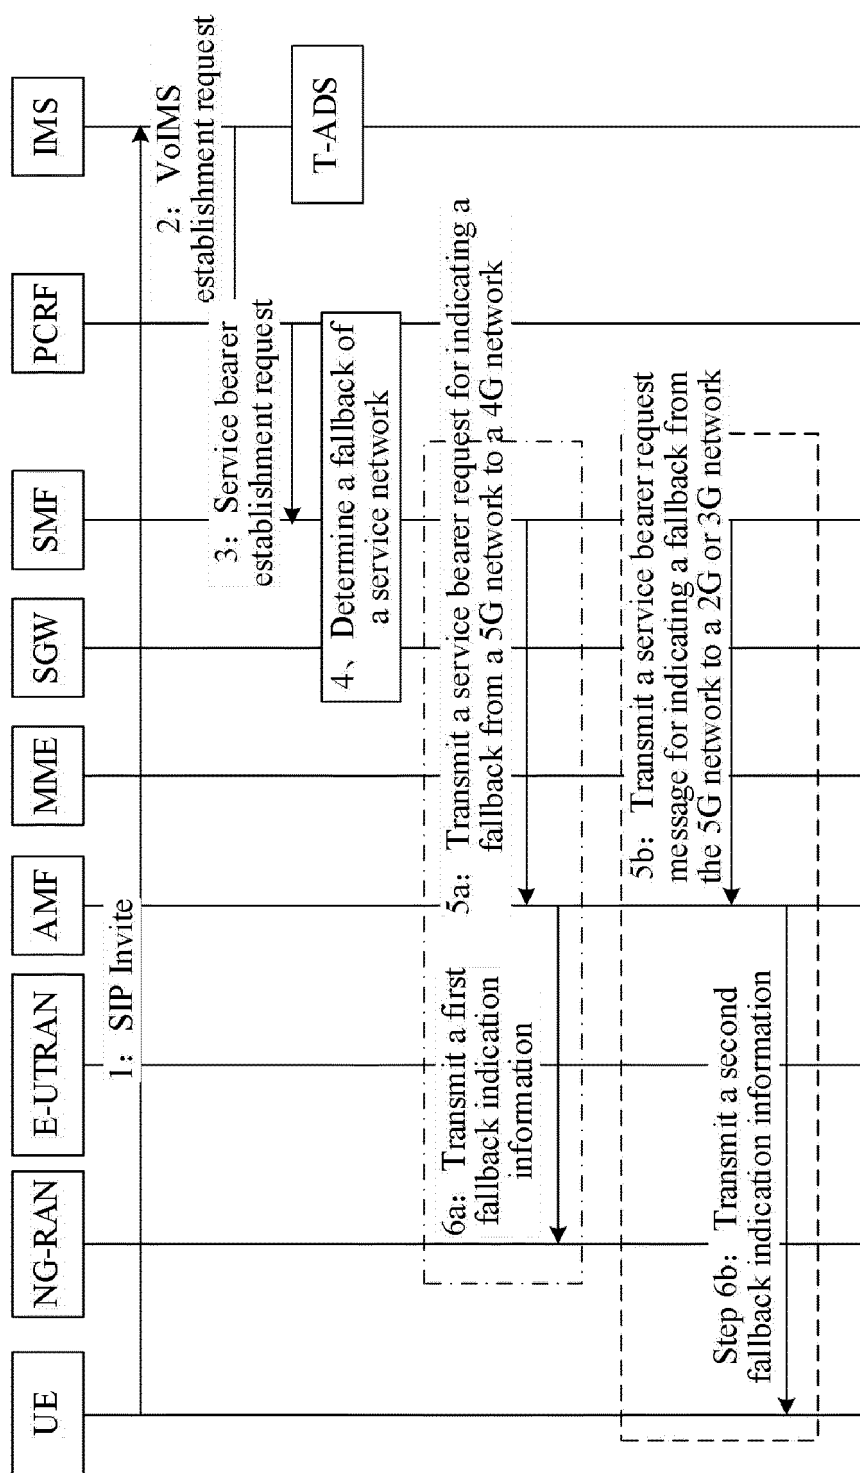 UE
NG-RAN
E-UTRAN
AMF
MME
SGW
SMF
PCRF
IMS
1: SIP Invite
2: VoIMS
establishment request
3: Service bearer
establishment request
T-ADS
4、Determine a fallback of
a service network
5a: Transmit a service bearer request for indicating a
fallback from a 5G network to a 4G network
6a: Transmit a first
fallback indication
information
5b: Transmit a service bearer request
message for indicating a fallback from
the 5G network to a 2G or 3G network
Step 6b: Transmit a second
fallback indication information